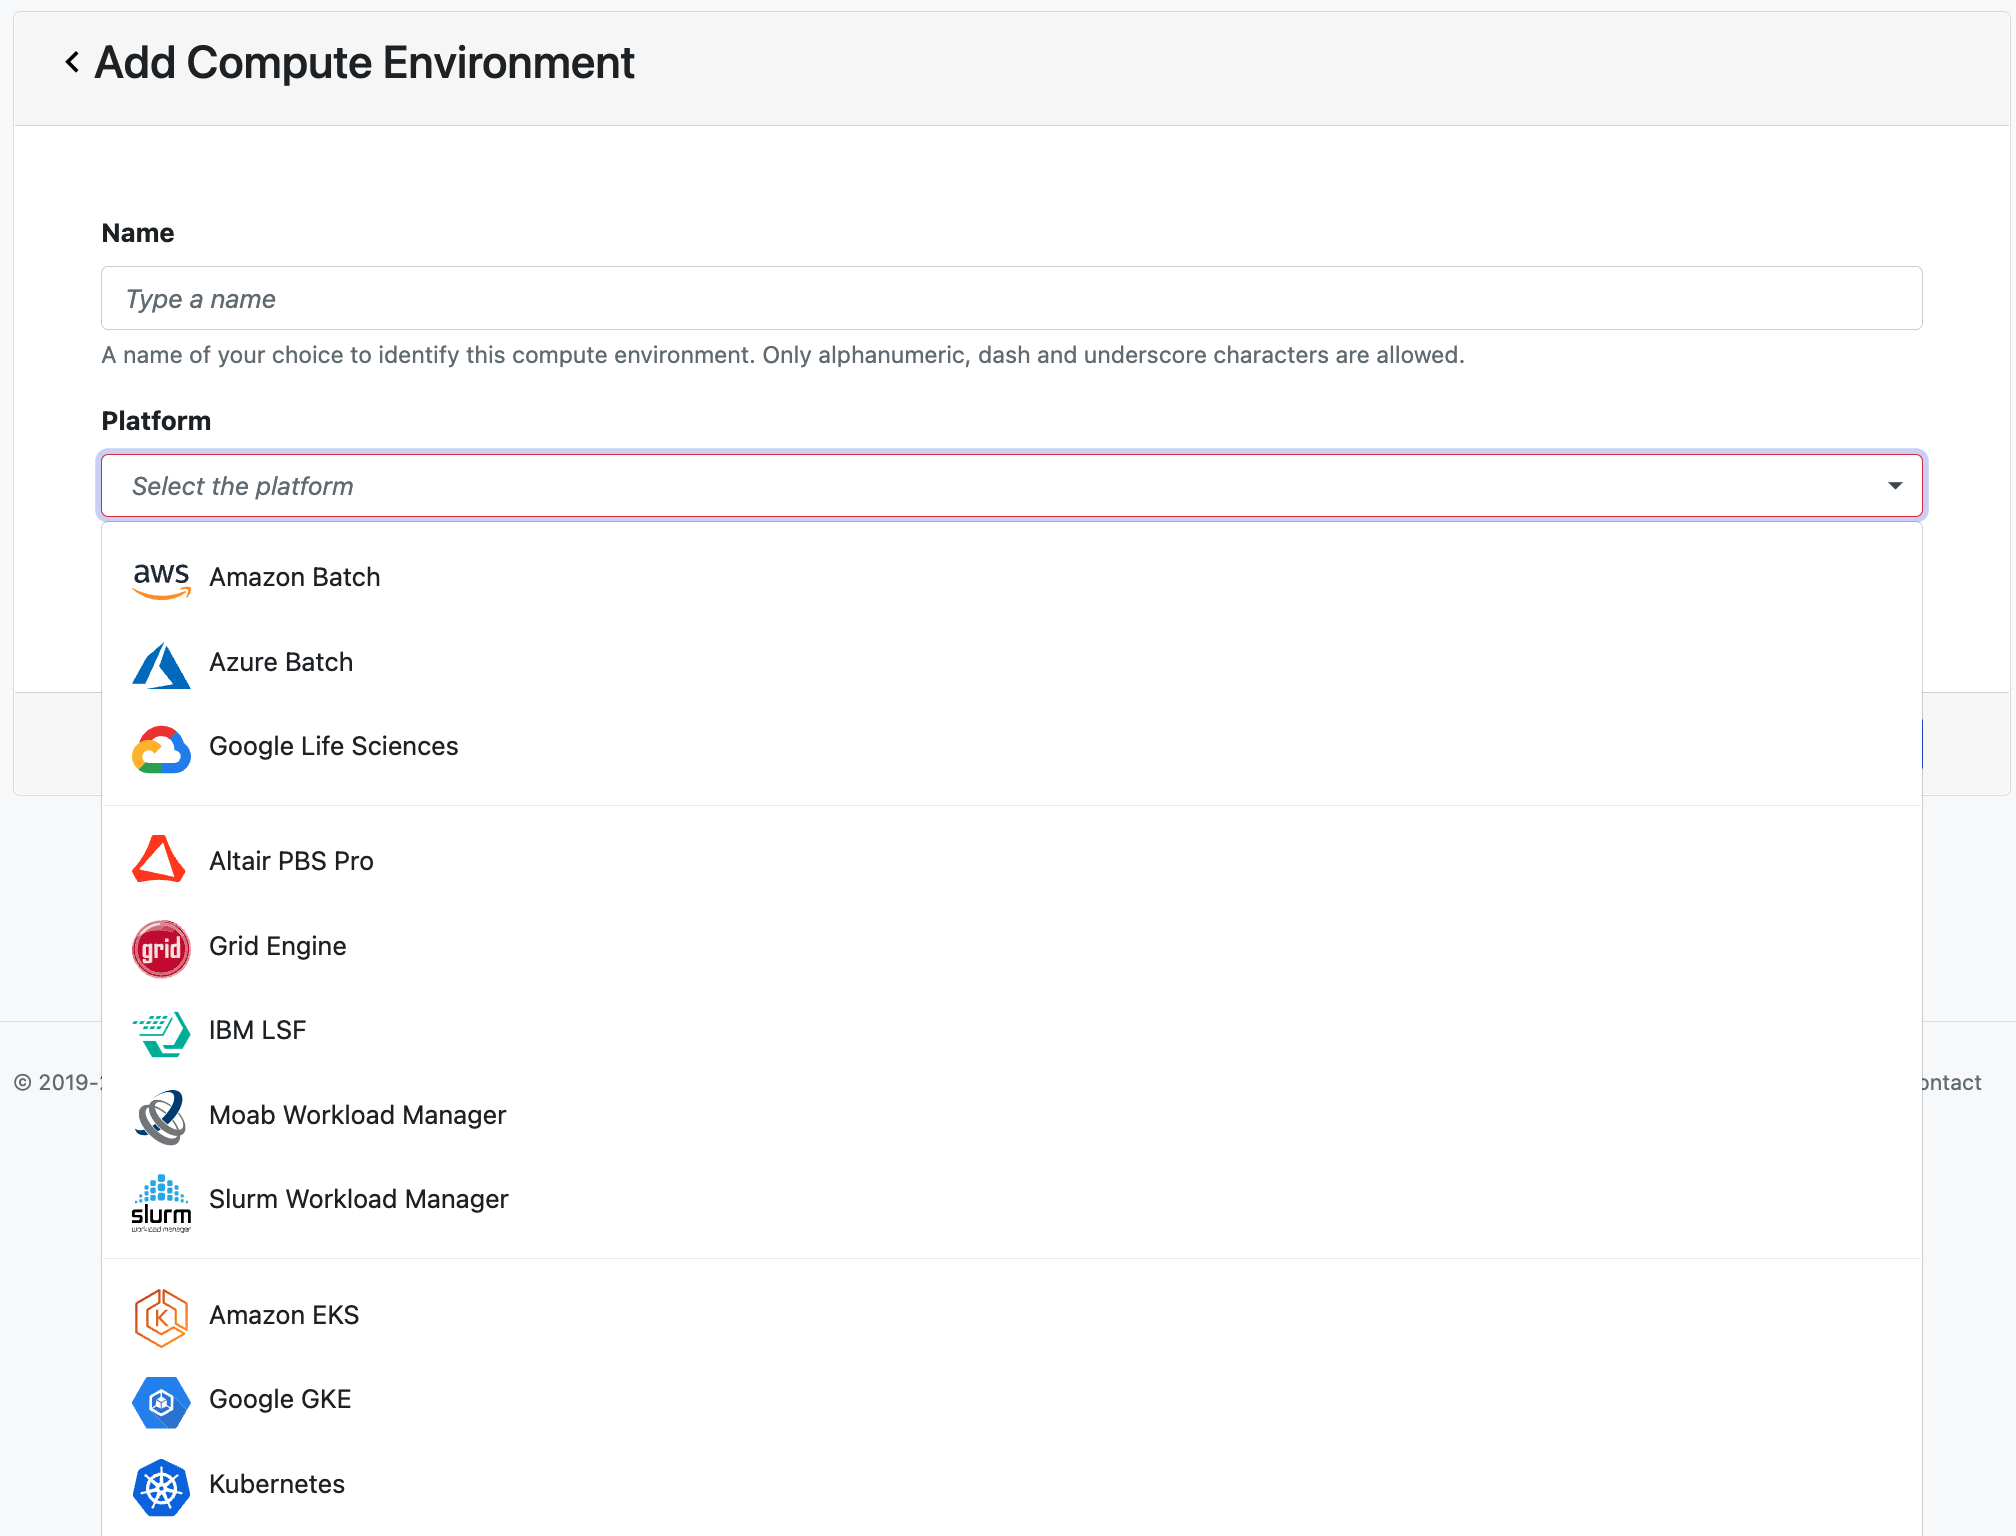 Add Compute Environment
Name
Type a name
A name of your choice to identify this compute environment. Only alphanumeric, dash and underscore characters are allowed.
Platform
Select the platform
aws Amazon Batch
Azure Batch
Google Life Sciences
Altair PBS Pro
grid Grid Engine
IBM LSF
Moab Workload Manager
slurm
workload manager
Slurm Workload Manager
K Amazon EKS
Google GKE
Kubernetes
© 2019-
ontact